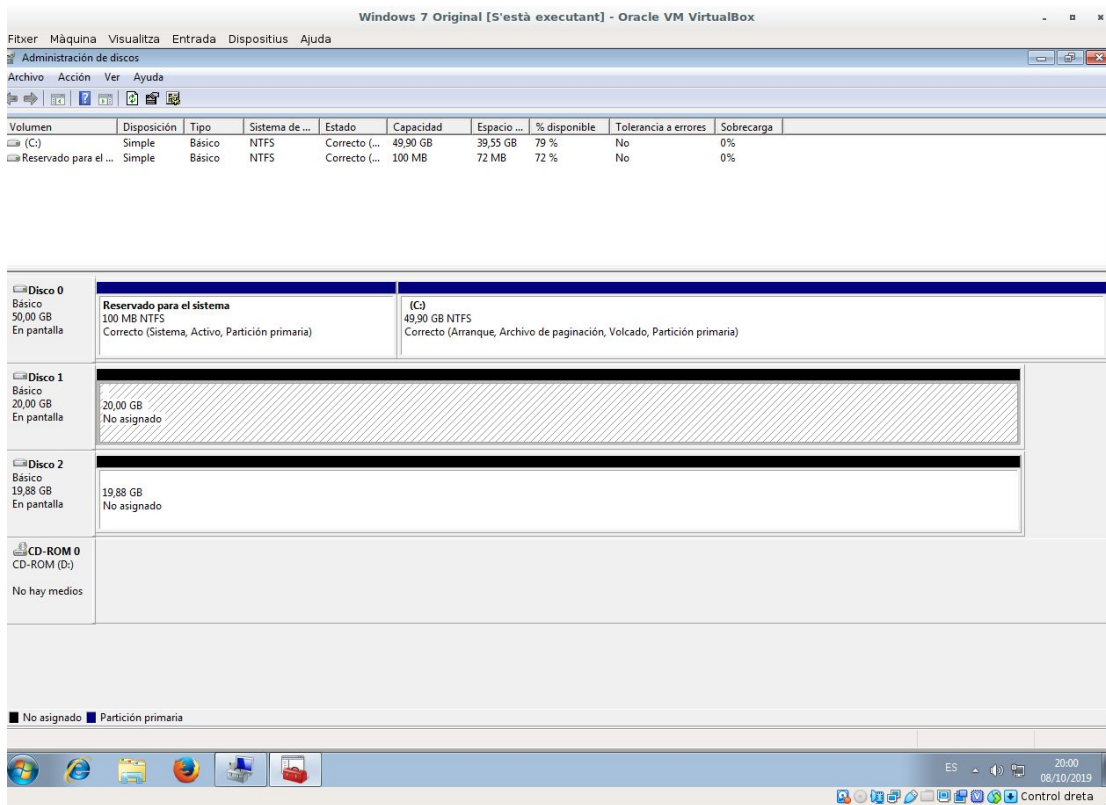 Windows 7 Original [S'està executant] - Oracle VM VirtualBox
Fitxer Màquina Visualitza Entrada Dispositius Ajuda
Administración de discos
Archivo Acción Ver Ayuda
Volumen Disposición Tipo Sistema de ... Estado Capacidad Espacio ... % disponible Tolerancia a errores Sobrecarga
(C:) Simple Básico NTFS Correcto (... 49,90 GB 39,55 GB 79 % No 0%
Reservado para el ... Simple Básico NTFS Correcto (... 100 MB 72 MB 72 % No 0%
Disco 0
Básico
50,00 GB
En pantalla
Reservado para el sistema
100 MB NTFS
Correcto (Sistema, Activo, Partición primaria)
(C:)
49,90 GB NTFS
Correcto (Arranque, Archivo de paginación, Volcado, Partición primaria)
Disco 1
Básico
20,00 GB
En pantalla
20,00 GB
No asignado
Disco 2
Básico
19,88 GB
En pantalla
19,88 GB
No asignado
CD-ROM 0
CD-ROM (D:)
No hay medios
No asignado Partición primaria
ES 20:00
08/10/2019
Control dreta